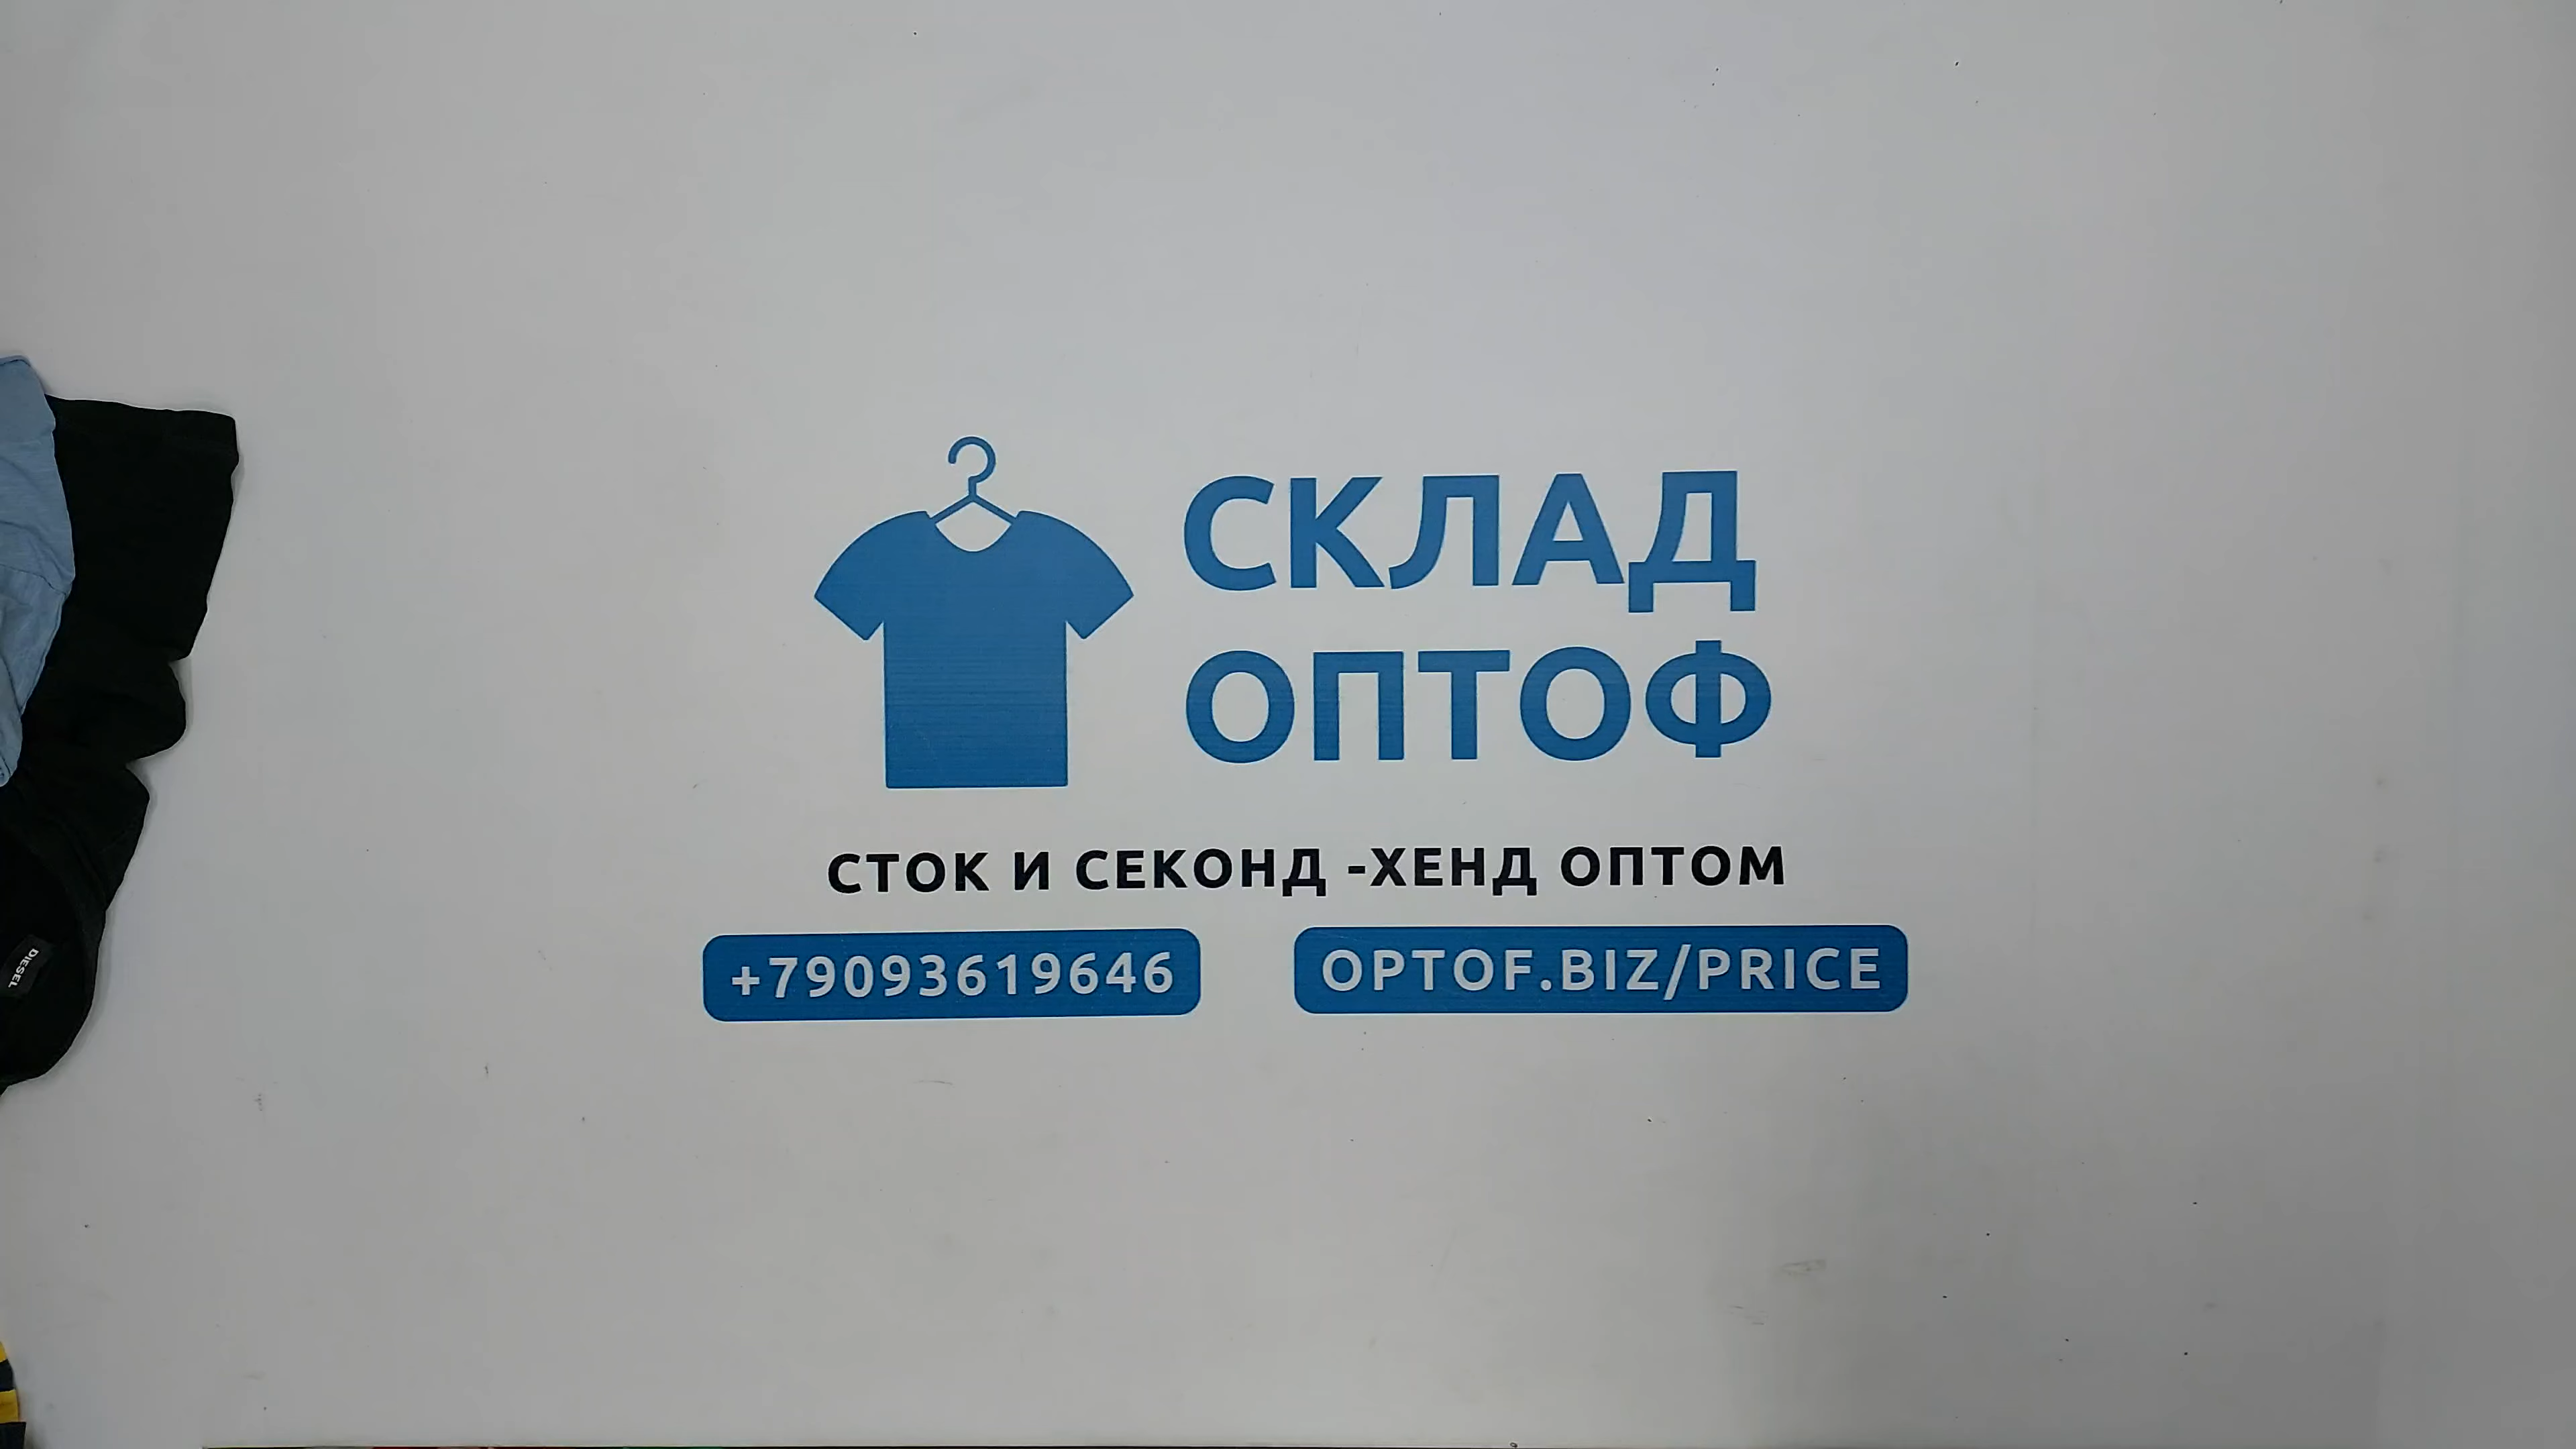 СКЛАД
ОПТОФ
СТОК И СЕКОНД -ХЕНД ОПТОМ
+79093619646 OPTOF.BIZ/PRICE
DIESEL